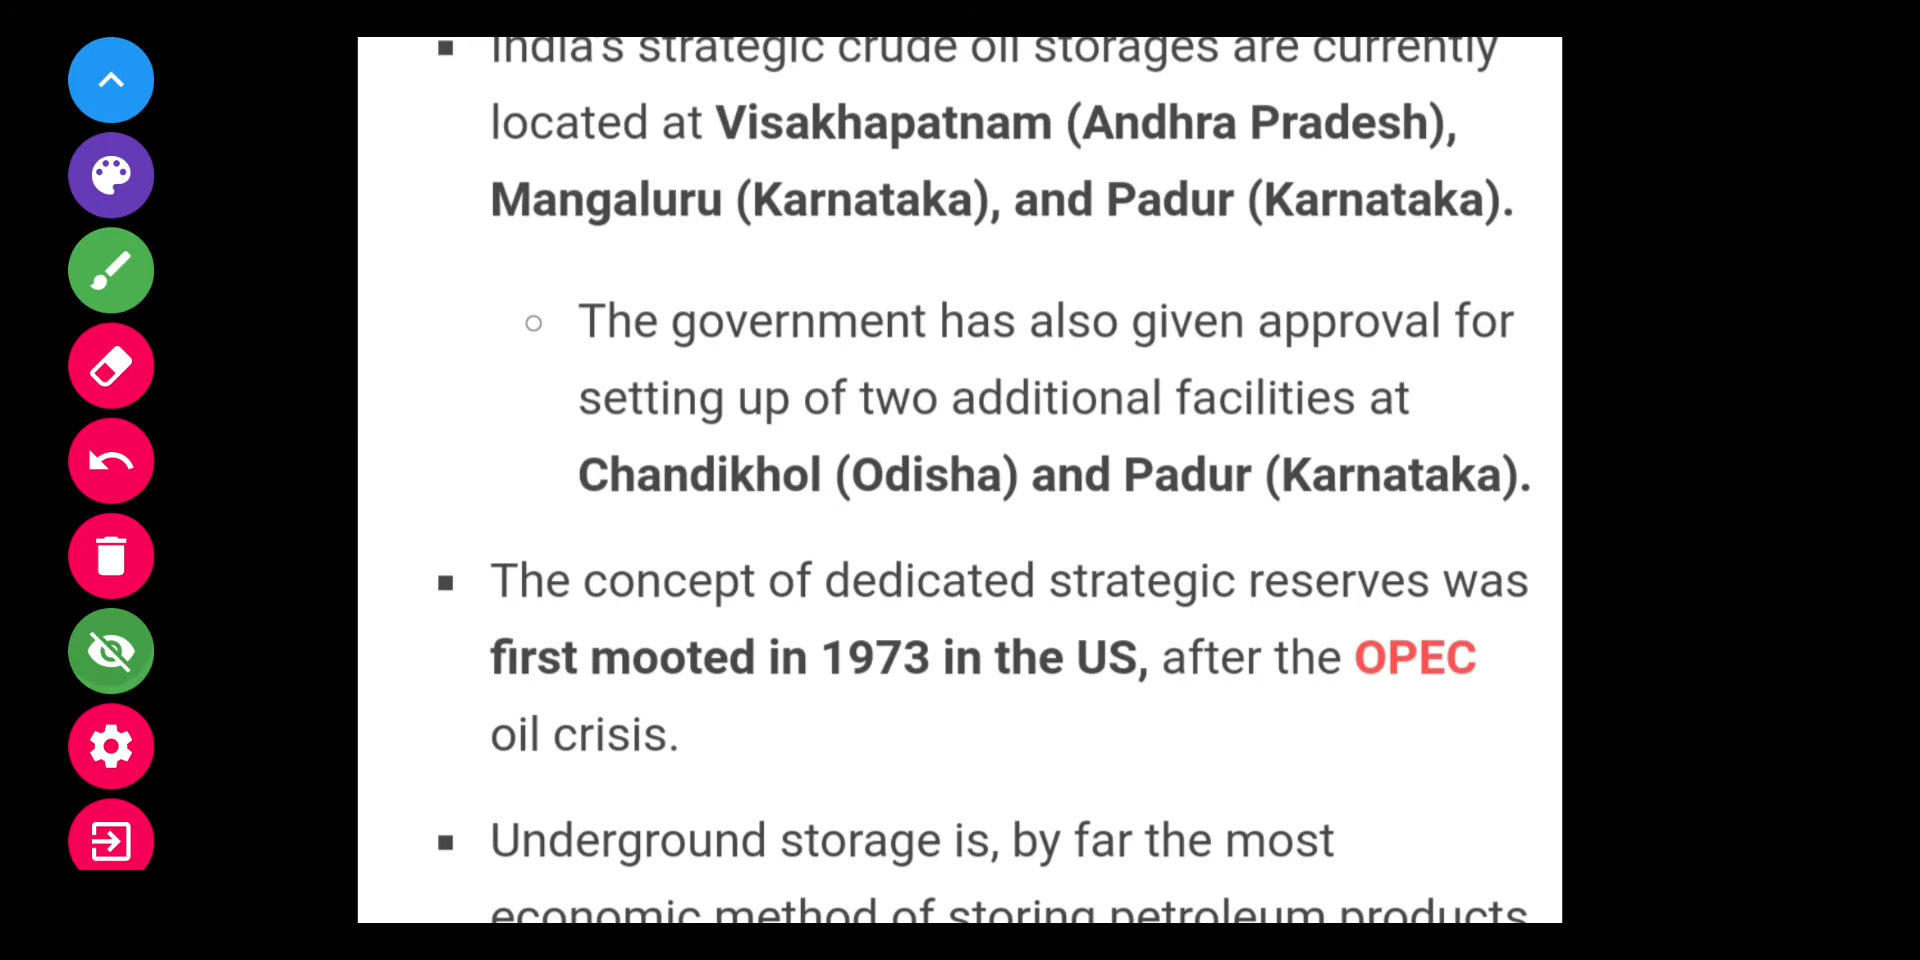 India's strategic crude oil storages are currently
located at Visakhapatnam (Andhra Pradesh),
Mangaluru (Karnataka), and Padur (Karnataka).
The government has also given approval for
setting up of two additional facilities at
Chandikhol (Odisha) and Padur (Karnataka).
The concept of dedicated strategic reserves was
first mooted in 1973 in the US, after the OPEC
oil crisis.
Underground storage is, by far the most
economic method of storing petroleum products